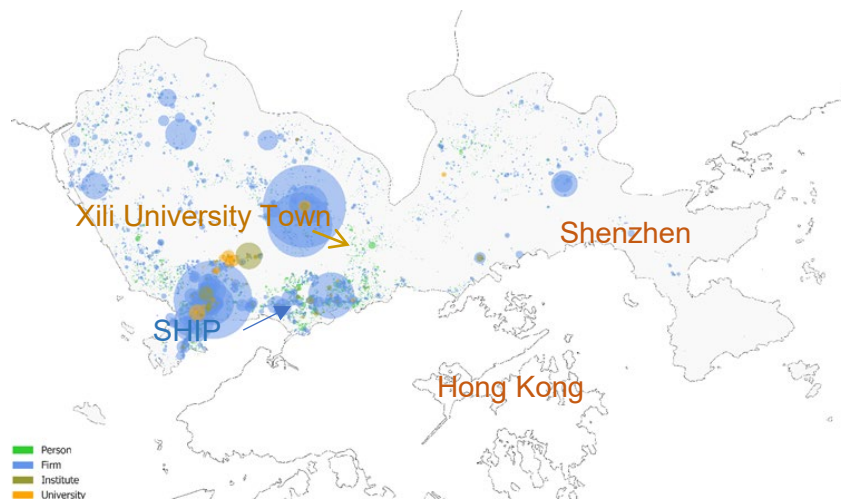 Xili University Town
Shenzhen
SHIP
Hong Kong
Person
Firm
Institute
University